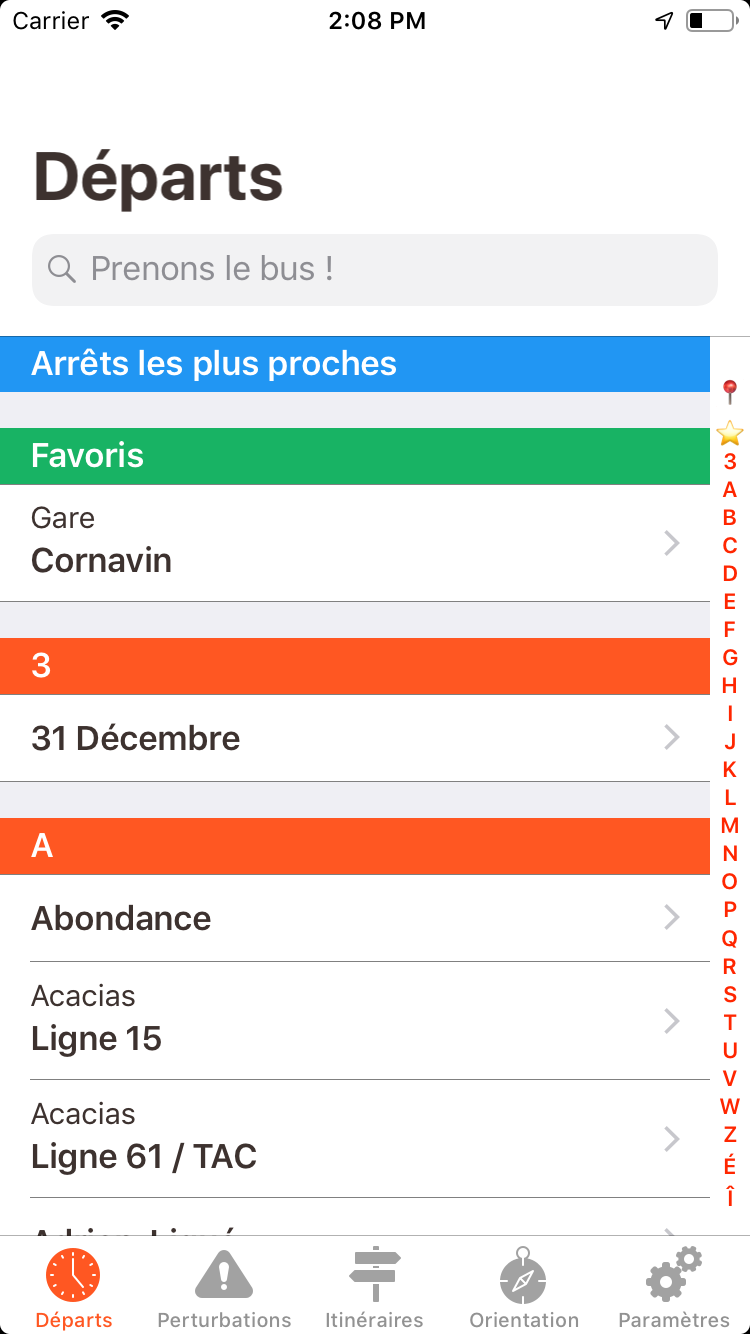 Carrier 2:08 PM
Départs
Prenons le bus !
Arrêts les plus proches
Favoris
Gare
Cornavin
3
31 Décembre
A
Abondance
Acacias
Ligne 15
Acacias
Ligne 61 / TAC
3
A
B
C
D
E
F
G
H
I
J
K
L
M
N
O
P
Q
R
S
T
U
V
W
Z
É
Î
Départs Perturbations Itinéraires Orientation Paramètres